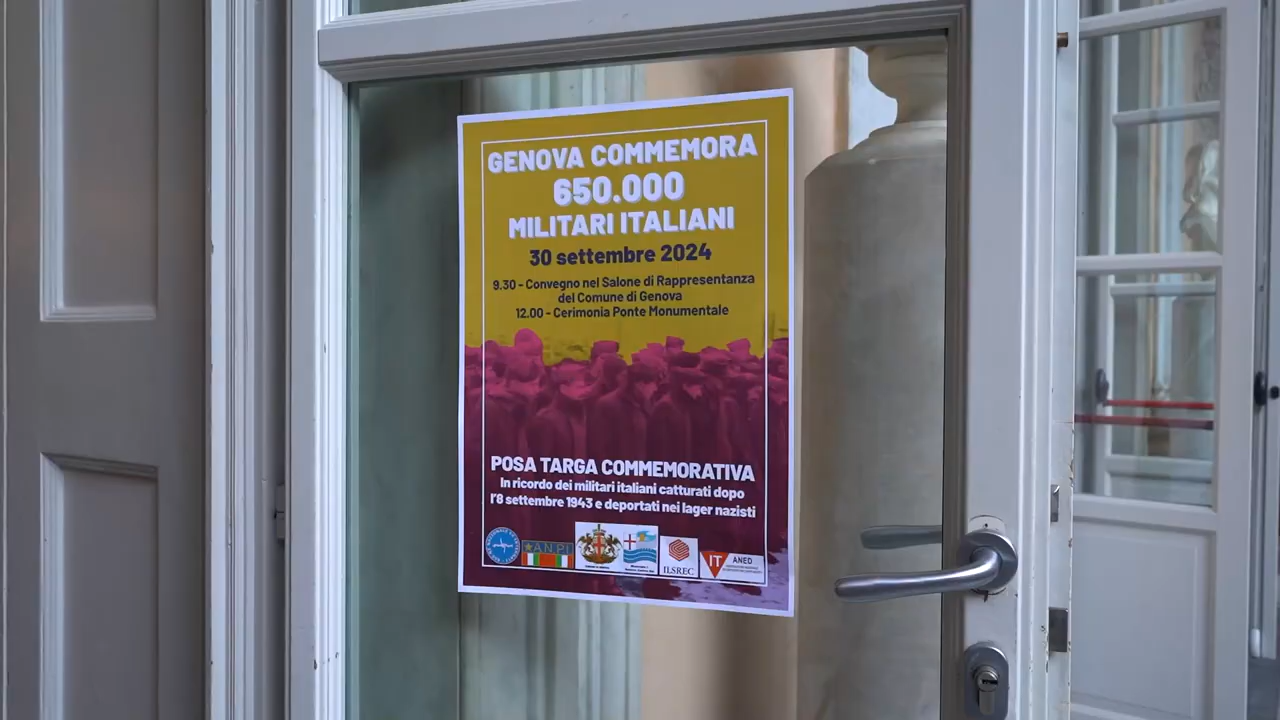 GENOVA COMMEMORA
650.000
MILITARI ITALIANI
30 settembre 2024
9.30 - Convegno nel Salone di Rappresentanza
del Comune di Genova
12.00 - Cerimonia Ponte Monumentale
POSA TARGA COMMEMORATIVA
In ricordo dei militari italiani catturati dopo
l'8 settembre 1943 e deportati nei lager nazisti
ANPI
ILSREC
IT
ANED